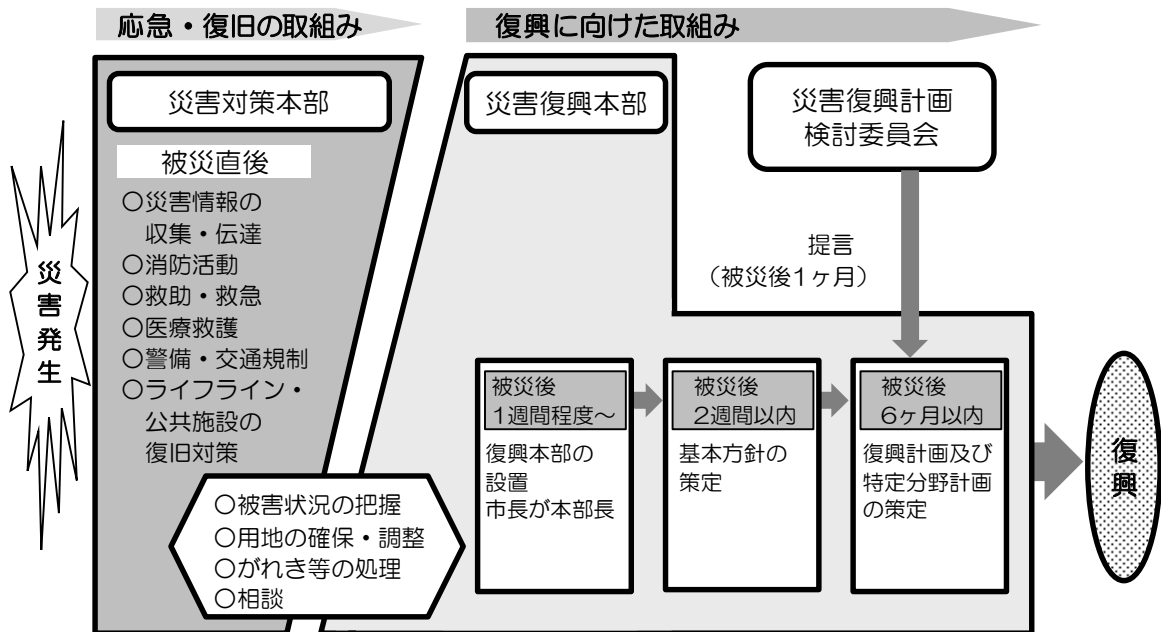 応急・復旧の取組み
復興に向けた取組み
災害対策本部
被災直後
○災害情報の
収集・伝達
○消防活動
○救助・救急
○医療救護
○警備・交通規制
○ライフライン・
公共施設の
復旧対策
災害発生
○被害状況の把握
○用地の確保・調整
○がれき等の処理
○相談
災害復興本部
災害復興計画
検討委員会
提言
（被災後1ヶ月）
被災後
1週間程度～
復興本部の
設置
市長が本部長
被災後
2週間以内
基本方針の
策定
被災後
6ヶ月以内
復興計画及び
特定分野計画
の策定
復興